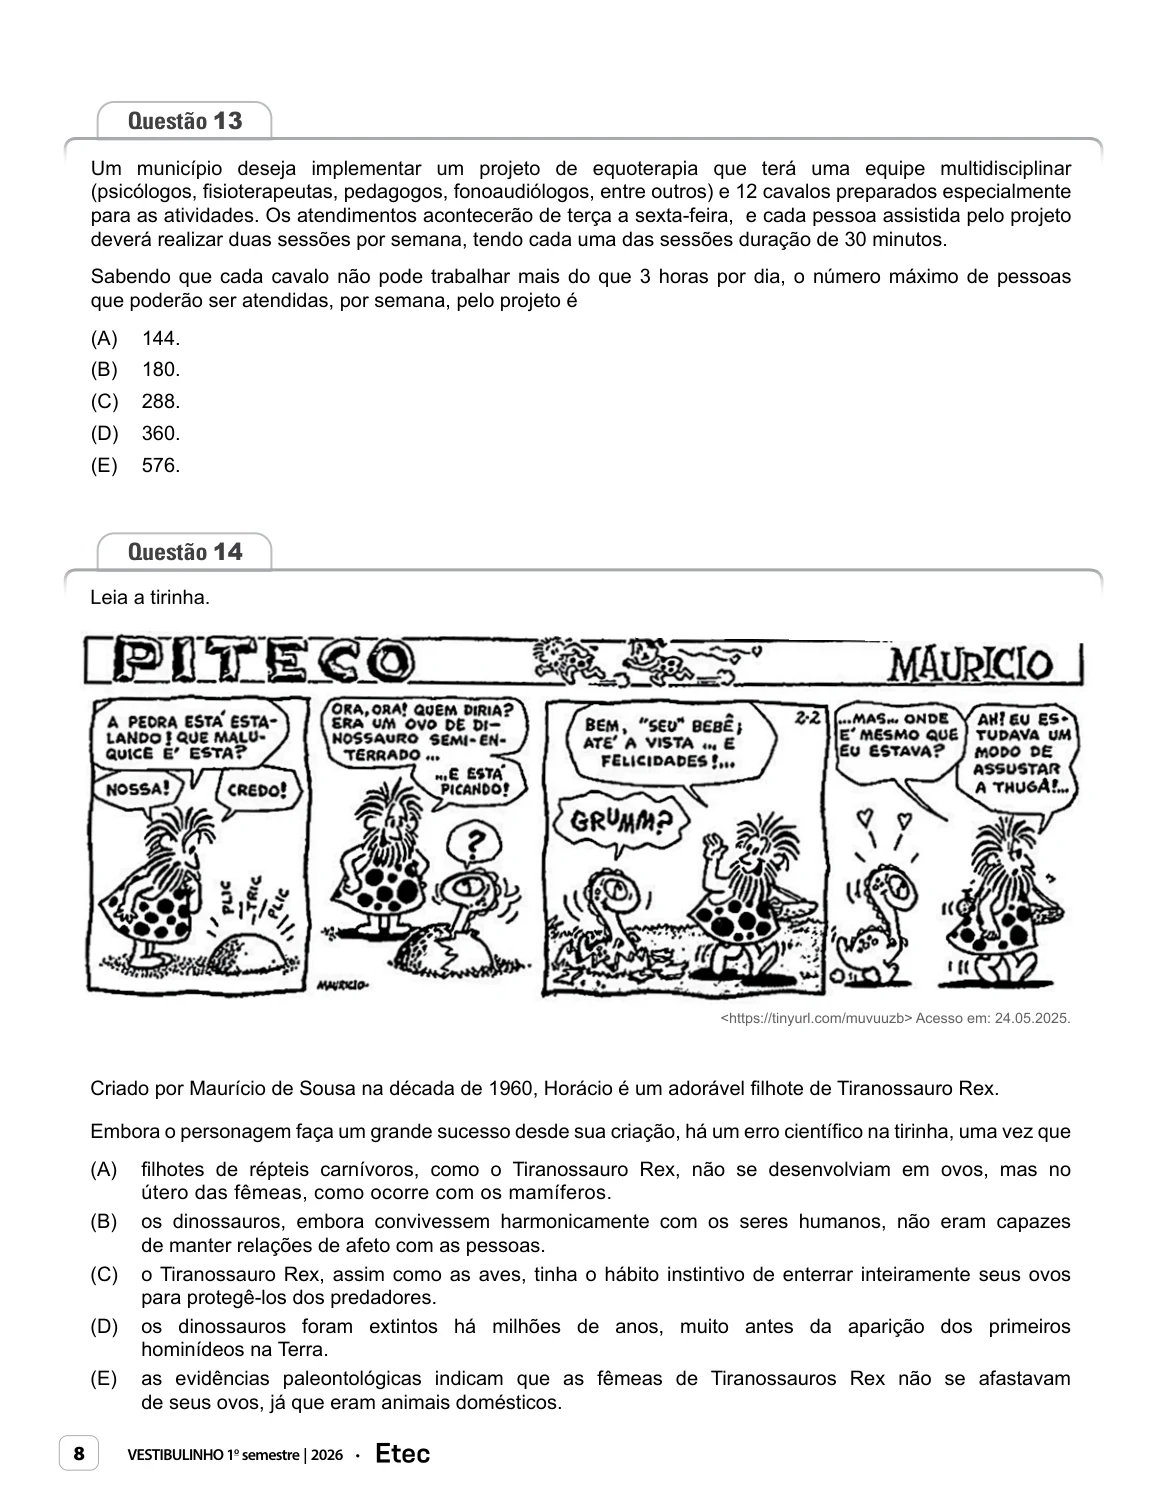 Questão 13
Um município deseja implementar um projeto de equoterapia que terá uma equipe multidisciplinar
(psicólogos, fisioterapeutas, pedagogos, fonoaudiólogos, entre outros) e 12 cavalos preparados especialmente
para as atividades. Os atendimentos acontecerão de terça a sexta-feira, e cada pessoa assistida pelo projeto
deverá realizar duas sessões por semana, tendo cada uma das sessões duração de 30 minutos.
Sabendo que cada cavalo não pode trabalhar mais do que 3 horas por dia, o número máximo de pessoas
que poderão ser atendidas, por semana, pelo projeto é
(A) 144.
(B) 180.
(C) 288.
(D) 360.
(E) 576.
Questão 14
Leia a tirinha.
PITECO
MAURICIO
A PEDRA ESTÁ ESTA-
LANDO! QUE MALU-
QUICE É ESTA?
NOSSA!
CREDO!
PLIC
TRIC
PLIC
ORA, ORA! QUEM DIRIA?
ERA UM OVO DE DI-
NOSSAURO SEMI-EN-
TERRADO ...
...E ESTÁ
PICANDO!
?
MAURICIO-
BEM, "SEU" BEBÊ;
ATÉ A VISTA ... E
FELICIDADES!...
2-2
GRUMM?
...MAS... ONDE
É MESMO QUE
EU ESTAVA?
AH! EU ES-
TUDAVA UM
MODO DE
ASSUSTAR
A THUGA!...
<https://tinyurl.com/muvuuzb> Acesso em: 24.05.2025.
Criado por Maurício de Sousa na década de 1960, Horácio é um adorável filhote de Tiranossauro Rex.
Embora o personagem faça um grande sucesso desde sua criação, há um erro científico na tirinha, uma vez que
(A) filhotes de répteis carnívoros, como o Tiranossauro Rex, não se desenvolviam em ovos, mas no
útero das fêmeas, como ocorre com os mamíferos.
(B) os dinossauros, embora convivessem harmonicamente com os seres humanos, não eram capazes
de manter relações de afeto com as pessoas.
(C) o Tiranossauro Rex, assim como as aves, tinha o hábito instintivo de enterrar inteiramente seus ovos
para protegê-los dos predadores.
(D) os dinossauros foram extintos há milhões de anos, muito antes da aparição dos primeiros
hominídeos na Terra.
(E) as evidências paleontológicas indicam que as fêmeas de Tiranossauros Rex não se afastavam
de seus ovos, já que eram animais domésticos.
8 VESTIBULINHO 1º semestre | 2026 • Etec